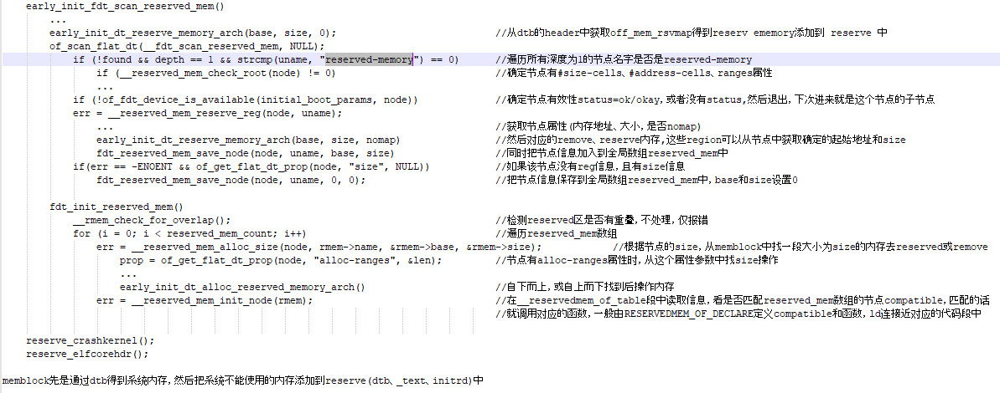 early_init_fdt_scan_reserved_mem()
...
early_init_dt_reserve_memory_arch(base, size, 0); //从dtb的header中获取off_mem_rsvmap得到reserv ememory添加到 reserve 中
of_scan_flat_dt(__fdt_scan_reserved_mem, NULL);
if (!found && depth == 1 && strcmp(uname, "reserved-memory") == 0) //遍历所有深度为1的节点名字是否是reserved-memory
if (__reserved_mem_check_root(node) != 0) //确定节点有#size-cells、#address-cells、ranges属性
...
if (!of_fdt_device_is_available(initial_boot_params, node)) //确定节点有效性status=ok/okay,或者没有status,然后退出,下次进来就是这个节点的子节点
err = __reserved_mem_reserve_reg(node, uname);
... //获取节点属性(内存地址、大小,是否nomap)
early_init_dt_reserve_memory_arch(base, size, nomap) //然后对应的remove、reserve内存,这些region可以从节点中获取确定的起始地址和size
fdt_reserved_mem_save_node(node, uname, base, size) //同时把节点信息加入到全局数组reserved_mem中
if(err == -ENOENT && of_get_flat_dt_prop(node, "size", NULL)) //如果该节点没有reg信息,且有size信息
fdt_reserved_mem_save_node(node, uname, 0, 0); //把节点信息保存到全局数组reserved_mem中,base和size设置0
fdt_init_reserved_mem()
__rmem_check_for_overlap(); //检测reserved区是否有重叠,不处理,仅报错
for (i = 0; i < reserved_mem_count; i++) //遍历reserved_mem数组
err = __reserved_mem_alloc_size(node, rmem->name, &rmem->base, &rmem->size); //根据节点的size,从memblock中找一段大小为size的内存去reserved或remove
prop = of_get_flat_dt_prop(node, "alloc-ranges", &len); //节点有alloc-ranges属性时,从这个属性参数中找size操作
...
early_init_dt_alloc_reserved_memory_arch() //自下而上,或自上而下找到后操作内存
err = __reserved_mem_init_node(rmem); //在__reservedmem_of_table段中读取信息,看是否匹配reserved_mem数组的节点compatible,匹配的话
//就调用对应的函数,一般由RESERVEDMEM_OF_DECLARE定义compatible和函数,ld连接近对应的代码段中
reserve_crashkernel();
reserve_elfcorehdr();
memblock先是通过dtb得到系统内存,然后把系统不能使用的内存添加到reserve(dtb、_text、initrd)中